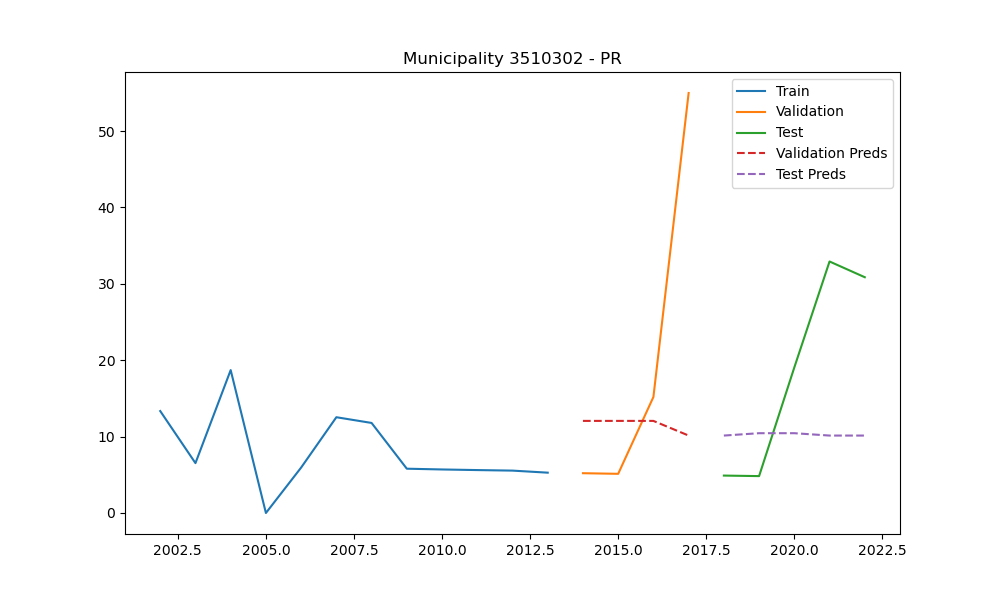 Municipality 3510302 - PR
Train
Validation
Test
Validation Preds
Test Preds
50
40
30
20
10
0
2002.5 2005.0 2007.5 2010.0 2012.5 2015.0 2017.5 2020.0 2022.5